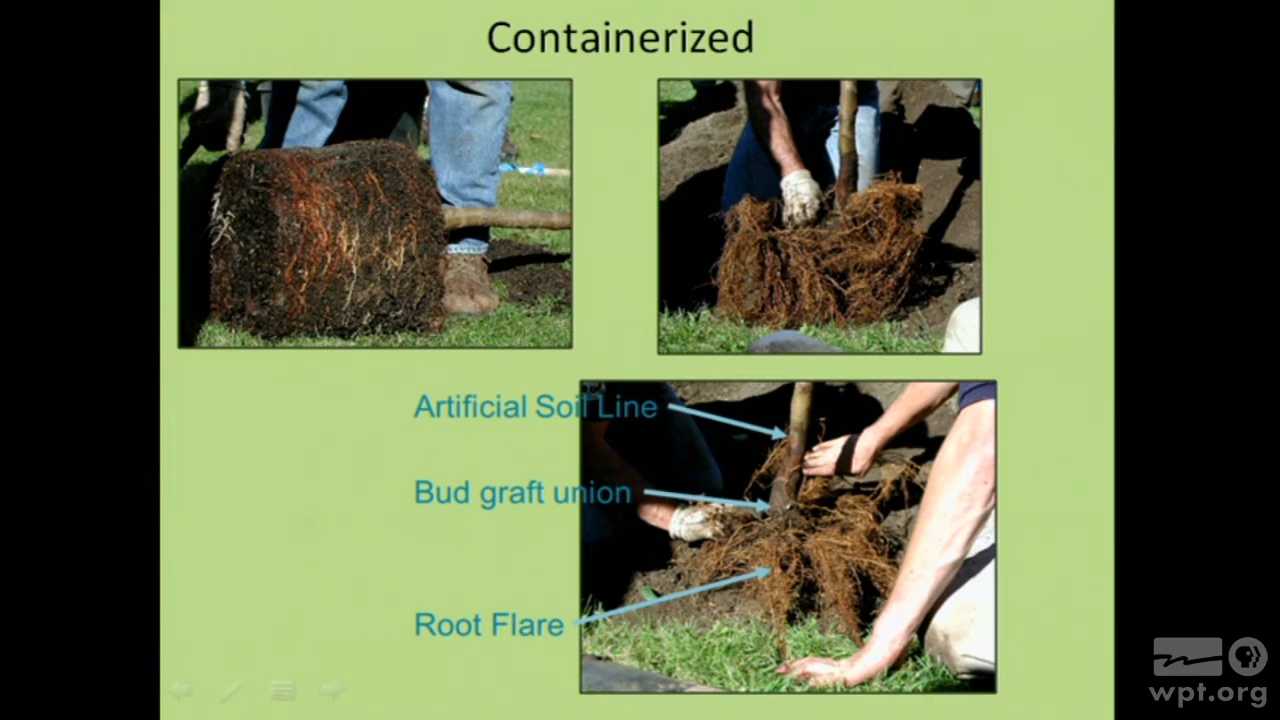 Containerized
Artificial Soil Line
Bud graft union
Root Flare
wpt.org